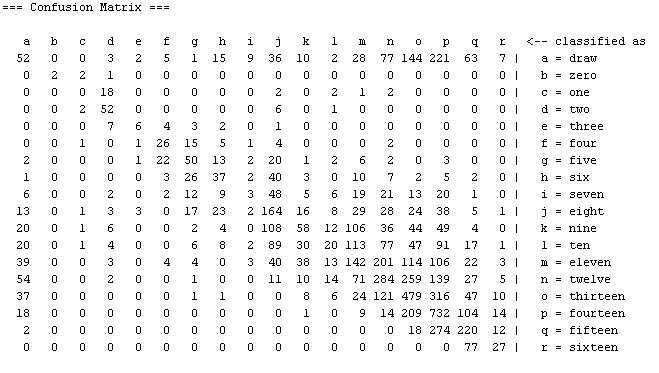 === Confusion Matrix ===
a b c d e f g h i j k l m n o p q r <-- classified as
52 0 0 3 2 5 1 15 9 36 10 2 28 77 144 221 63 7 | a = draw
0 2 2 1 0 0 0 0 0 0 0 0 0 0 0 0 0 0 | b = zero
0 0 0 18 0 0 0 0 0 2 0 2 1 2 0 0 0 0 | c = one
0 0 2 52 0 0 0 0 0 6 0 1 0 0 0 0 0 0 | d = two
0 0 0 7 6 4 3 2 0 1 0 0 0 0 0 0 0 0 | e = three
0 0 1 0 1 26 15 5 1 4 0 0 0 2 0 0 0 0 | f = four
2 0 0 0 1 22 50 13 2 20 1 2 6 2 0 3 0 0 | g = five
1 0 0 0 3 26 37 2 40 3 0 10 7 2 5 2 0 | h = six
6 0 0 2 0 2 12 9 3 48 5 6 19 21 13 20 1 0 | i = seven
13 0 1 3 3 0 17 23 2 164 16 8 29 28 24 38 5 1 | j = eight
20 0 1 6 0 0 2 4 0 108 58 12 106 36 44 49 4 0 | k = nine
20 0 1 4 0 0 6 8 2 89 30 20 113 77 47 91 17 1 | l = ten
39 0 0 3 0 4 4 0 3 40 38 13 142 201 114 106 22 3 | m = eleven
54 0 0 2 0 0 1 0 0 11 10 14 71 284 259 139 27 5 | n = twelve
37 0 0 0 0 0 1 1 0 0 8 6 24 121 479 316 47 10 | o = thirteen
18 0 0 0 0 0 0 0 0 0 1 0 9 14 209 732 104 14 | p = fourteen
2 0 0 0 0 0 0 0 0 0 0 0 0 0 18 274 220 12 | q = fifteen
0 0 0 0 0 0 0 0 0 0 0 0 0 0 0 0 77 27 | r = sixteen